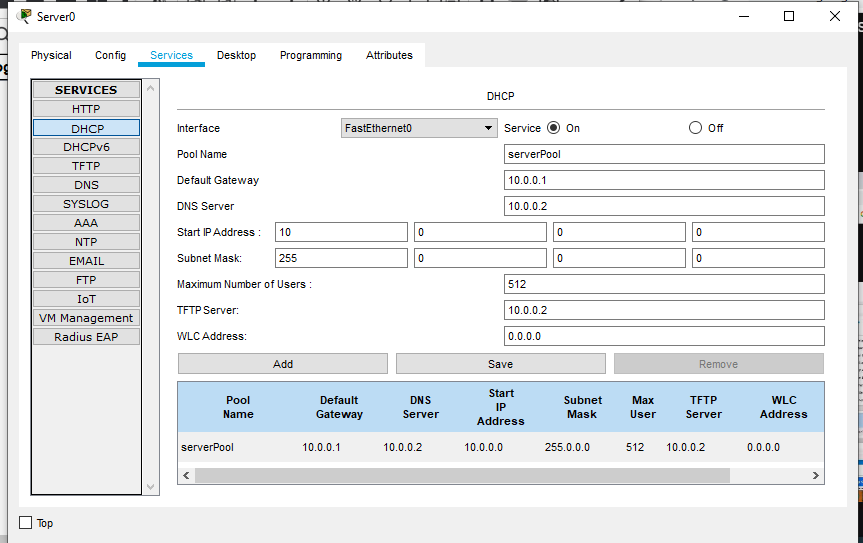 Server0
Physical Config Services Desktop Programming Attributes
SERVICES
HTTP
DHCP
DHCPv6
TFTP
DNS
SYSLOG
AAA
NTP
EMAIL
FTP
IoT
VM Management
Radius EAP
DHCP
Interface FastEthernet0 Service On Off
Pool Name serverPool
Default Gateway 10.0.0.1
DNS Server 10.0.0.2
Start IP Address : 10 0 0 0
Subnet Mask: 255 0 0 0
Maximum Number of Users : 512
TFTP Server: 10.0.0.2
WLC Address: 0.0.0.0
Add Save Remove
Pool Name Default Gateway DNS Server Start IP Address Subnet Mask Max User TFTP Server WLC Address
serverPool 10.0.0.1 10.0.0.2 10.0.0.0 255.0.0.0 512 10.0.0.2 0.0.0.0
Top